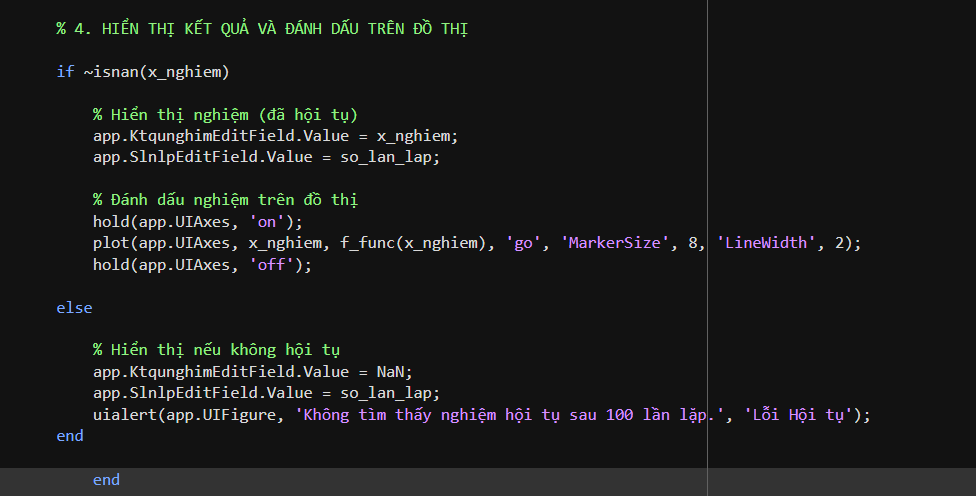 % 4. HIỂN THỊ KẾT QUẢ VÀ ĐÁNH DẤU TRÊN ĐỒ THỊ
if ~isnan(x_nghiem)
% Hiển thị nghiệm (đã hội tụ)
app.KtqunghimEditField.Value = x_nghiem;
app.SlnlpEditField.Value = so_lan_lap;
% Đánh dấu nghiệm trên đồ thị
hold(app.UIAxes, 'on');
plot(app.UIAxes, x_nghiem, f_func(x_nghiem), 'go', 'MarkerSize', 8, 'LineWidth', 2);
hold(app.UIAxes, 'off');
else
% Hiển thị nếu không hội tụ
app.KtqunghimEditField.Value = NaN;
app.SlnlpEditField.Value = so_lan_lap;
uialert(app.UIFigure, 'Không tìm thấy nghiệm hội tụ sau 100 lần lặp.', 'Lỗi Hội tụ');
end
end